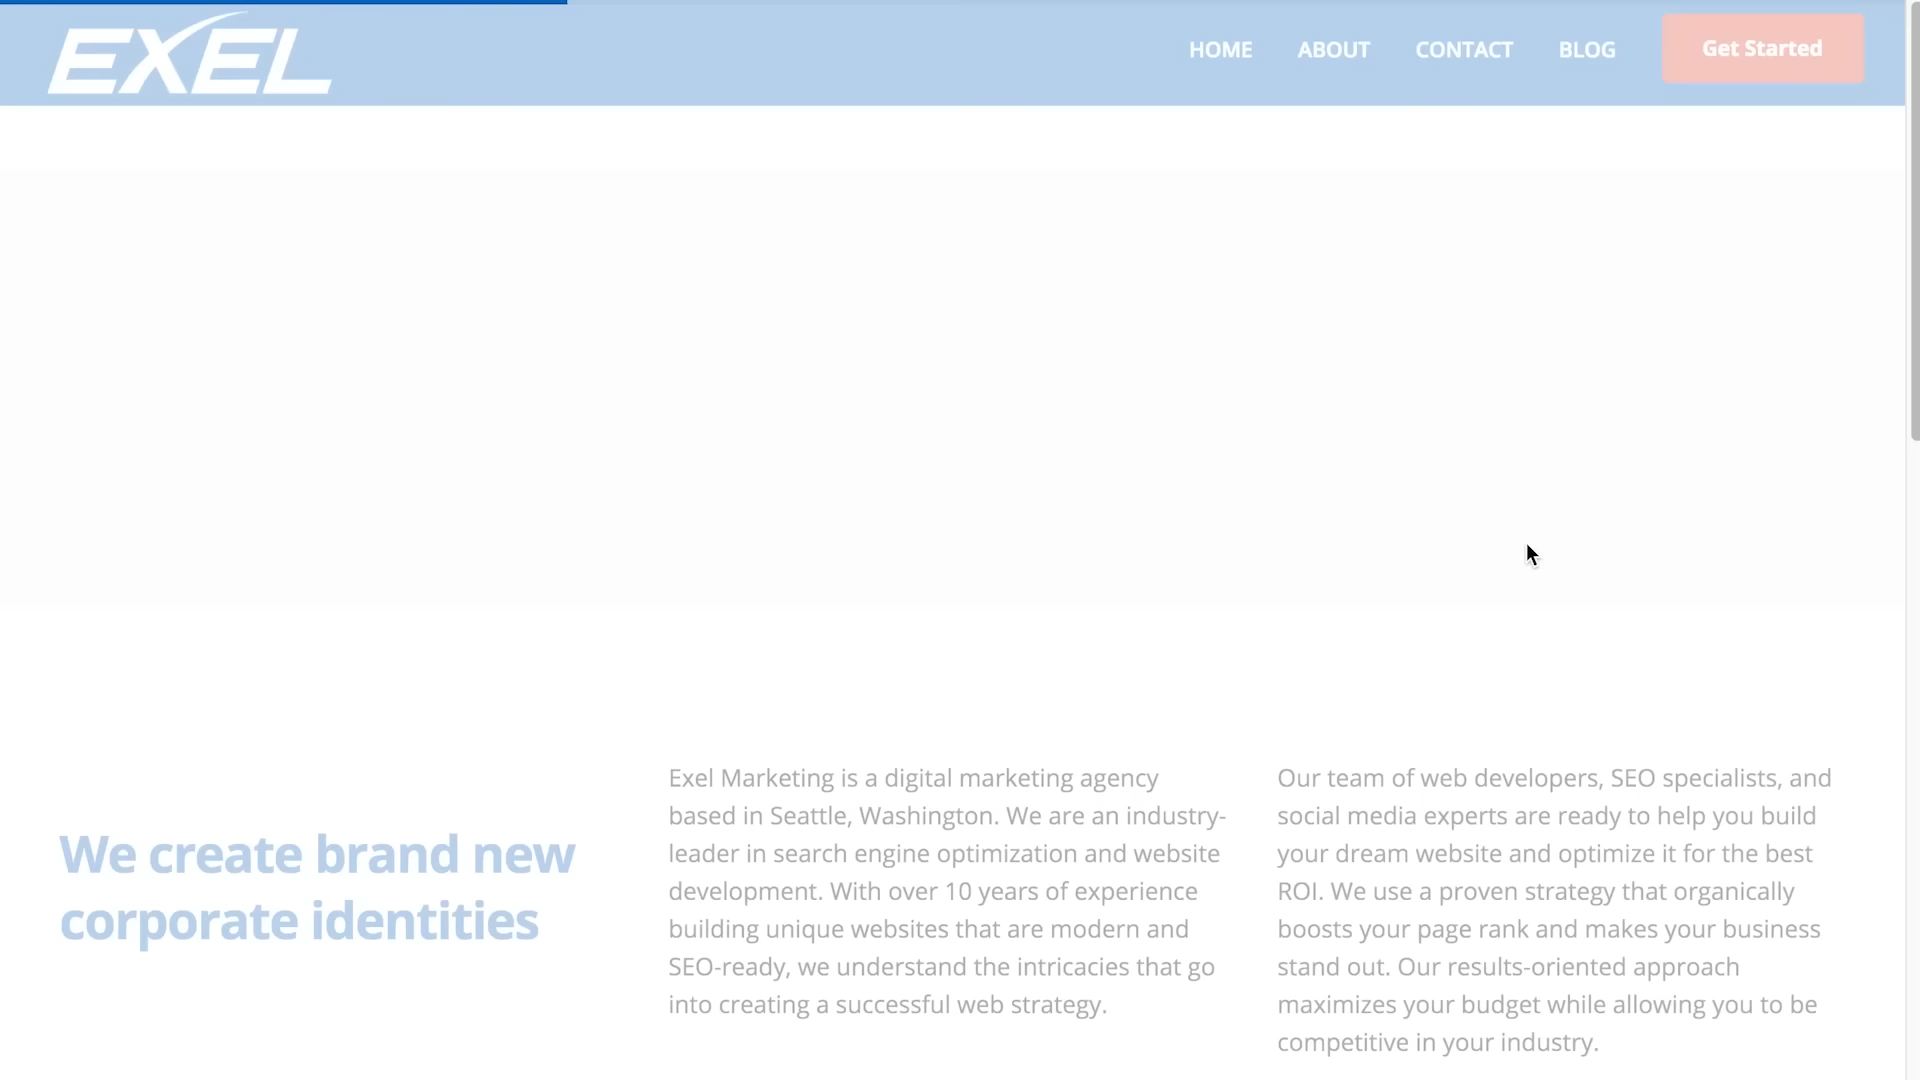 EXEL
HOME ABOUT CONTACT BLOG Get Started
We create brand new
corporate identities
Exel Marketing is a digital marketing agency
based in Seattle, Washington. We are an industry-
leader in search engine optimization and website
development. With over 10 years of experience
building unique websites that are modern and
SEO-ready, we understand the intricacies that go
into creating a successful web strategy.
Our team of web developers, SEO specialists, and
social media experts are ready to help you build
your dream website and optimize it for the best
ROI. We use a proven strategy that organically
boosts your page rank and makes your business
stand out. Our results-oriented approach
maximizes your budget while allowing you to be
competitive in your industry.